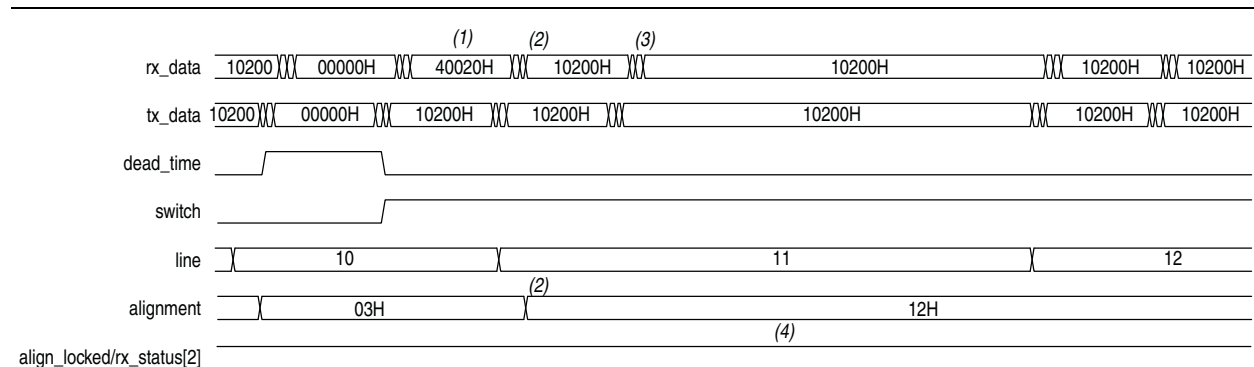 (1) (2) (3)
rx_data 10200 00000H 40020H 10200H 10200H 10200H 10200H
tx_data 10200 00000H 10200H 10200H 10200H 10200H 10200H
dead_time
switch
line 10 11 12
(2)
alignment 03H 12H
(4)
align_locked/rx_status[2]